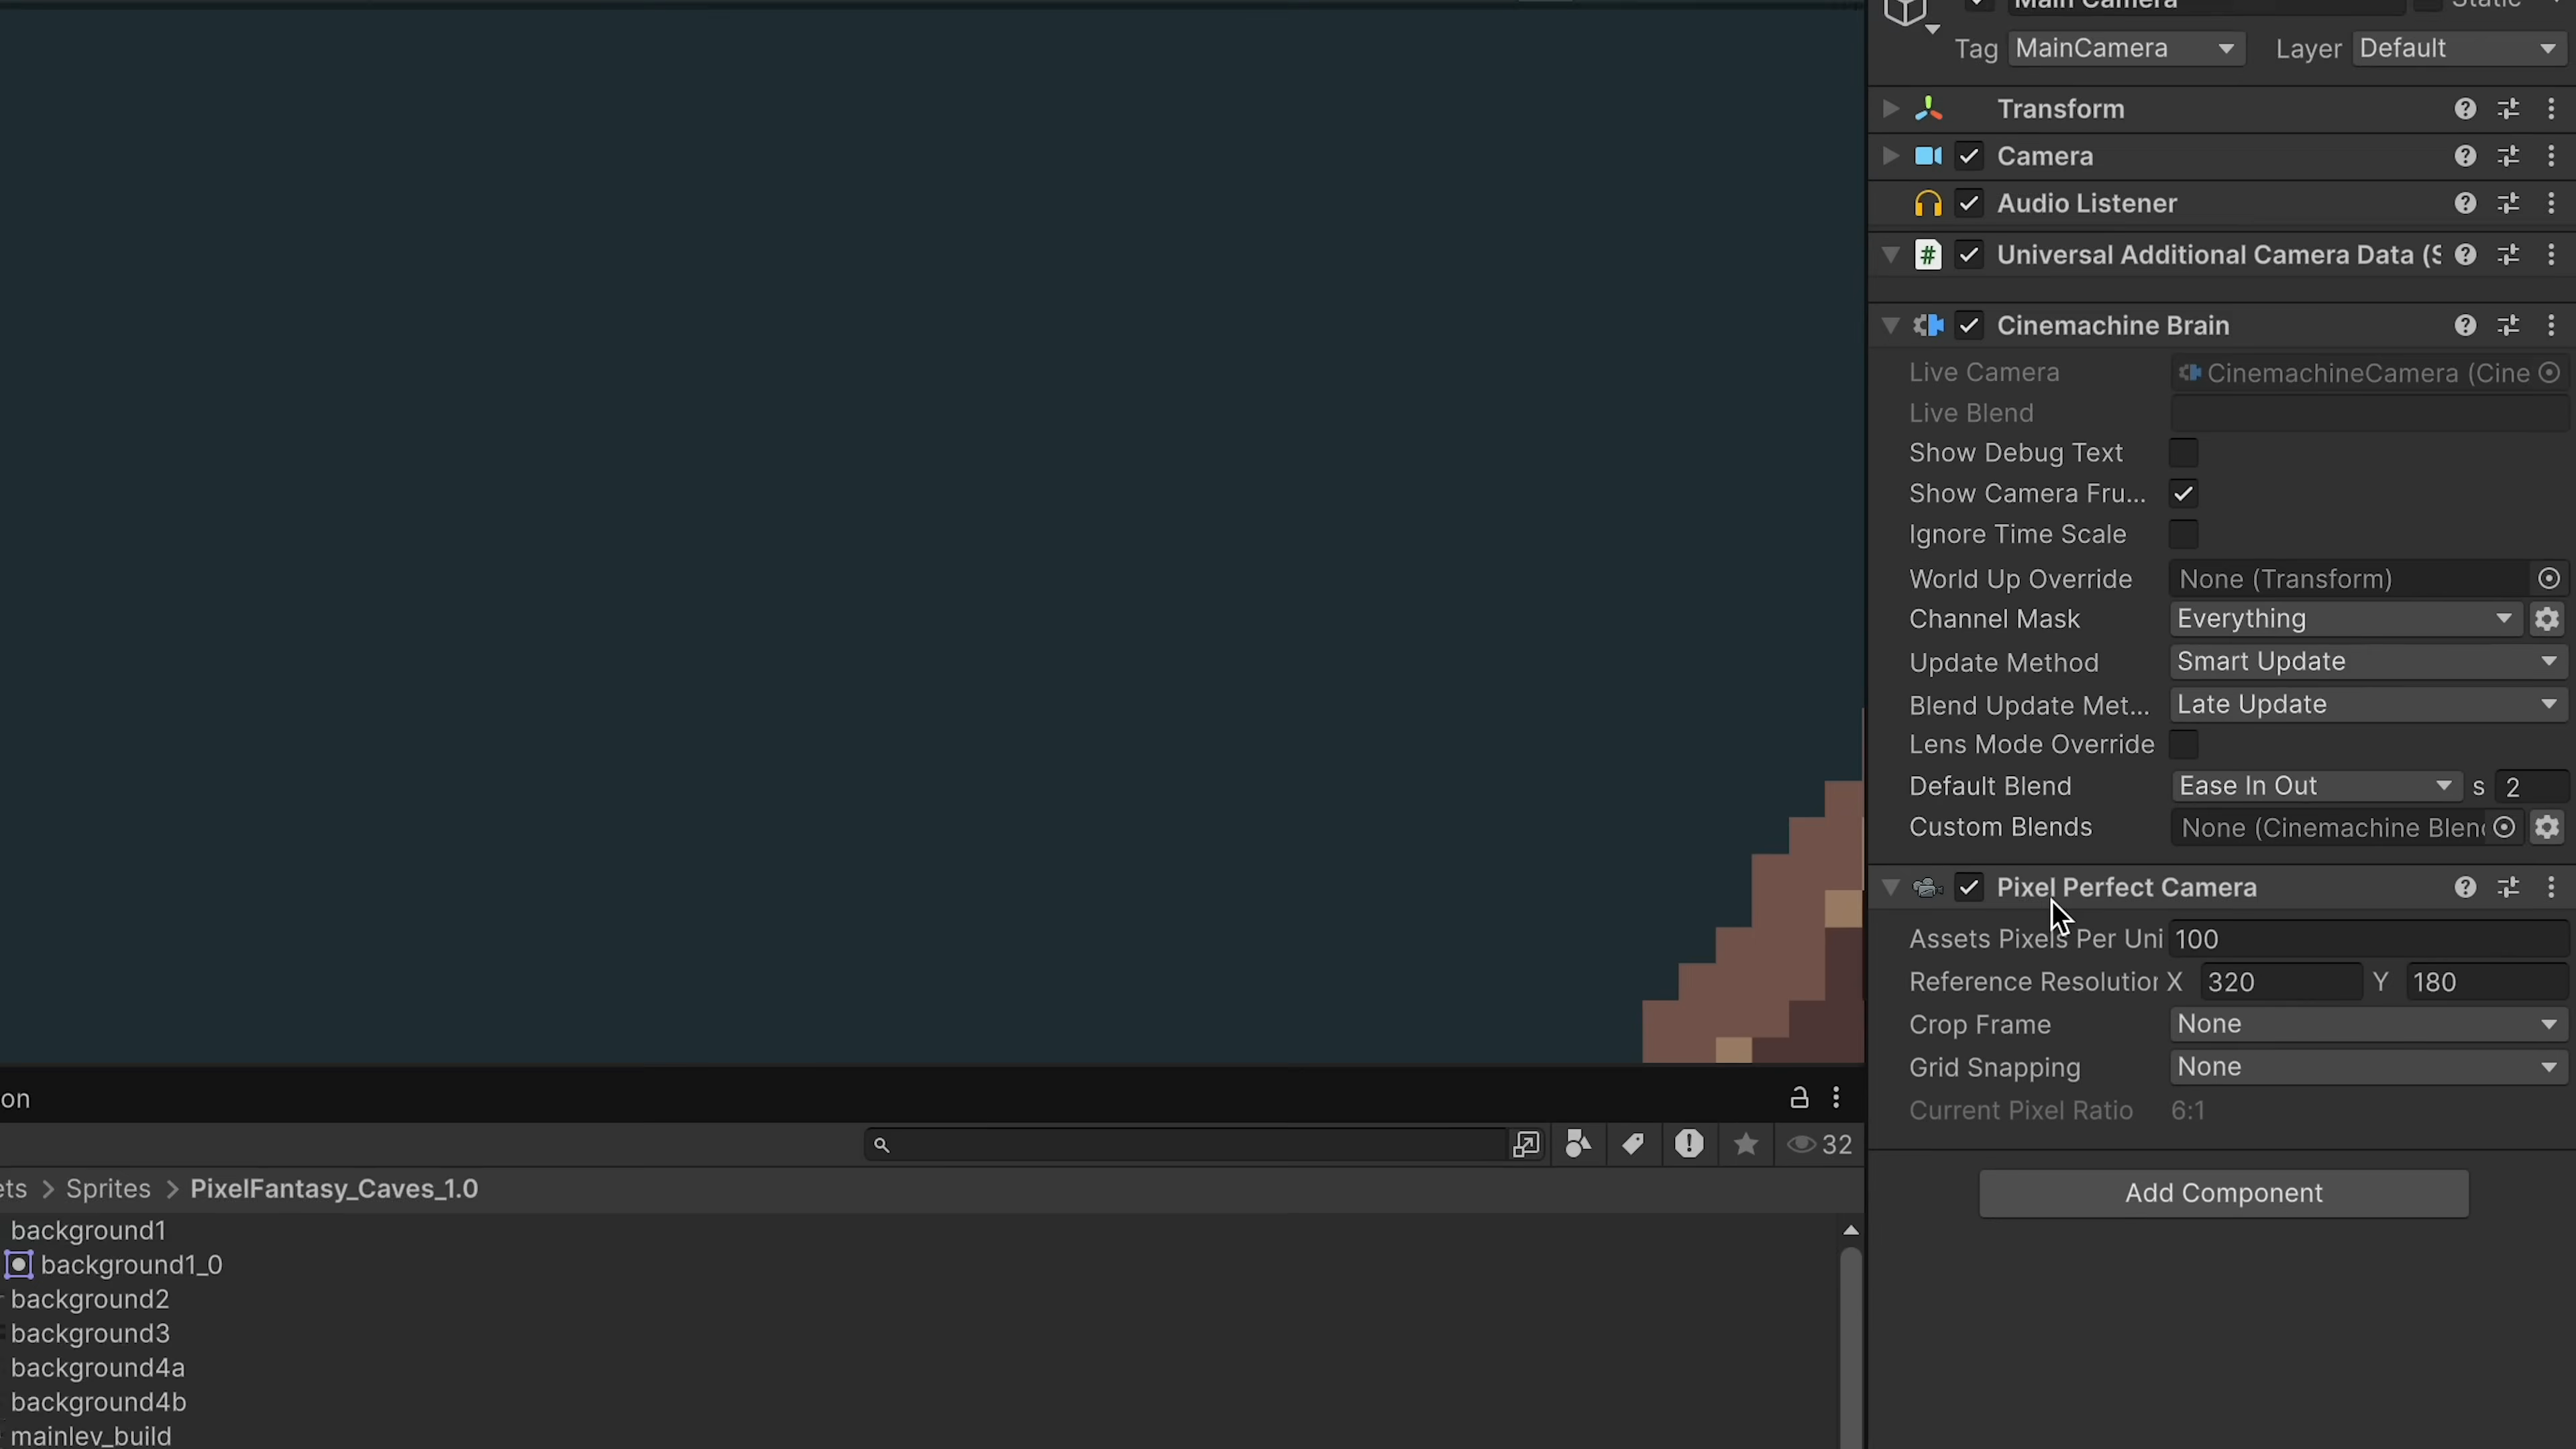 Main Camera
Static
Tag MainCamera Layer Default
Transform
Camera
Audio Listener
# Universal Additional Camera Data (S
Cinemachine Brain
Live Camera CinemachineCamera (Cine
Live Blend
Show Debug Text
Show Camera Fru...
Ignore Time Scale
World Up Override None (Transform)
Channel Mask Everything
Update Method Smart Update
Blend Update Met... Late Update
Lens Mode Override
Default Blend Ease In Out s 2
Custom Blends None (Cinemachine Blen
Pixel Perfect Camera
Assets Pixels Per Uni 100
Reference Resolution X 320 Y 180
Crop Frame None
Grid Snapping None
Current Pixel Ratio 6:1
Add Component
on
32
ets > Sprites > PixelFantasy_Caves_1.0
background1
background1_0
background2
background3
background4a
background4b
mainlev_build